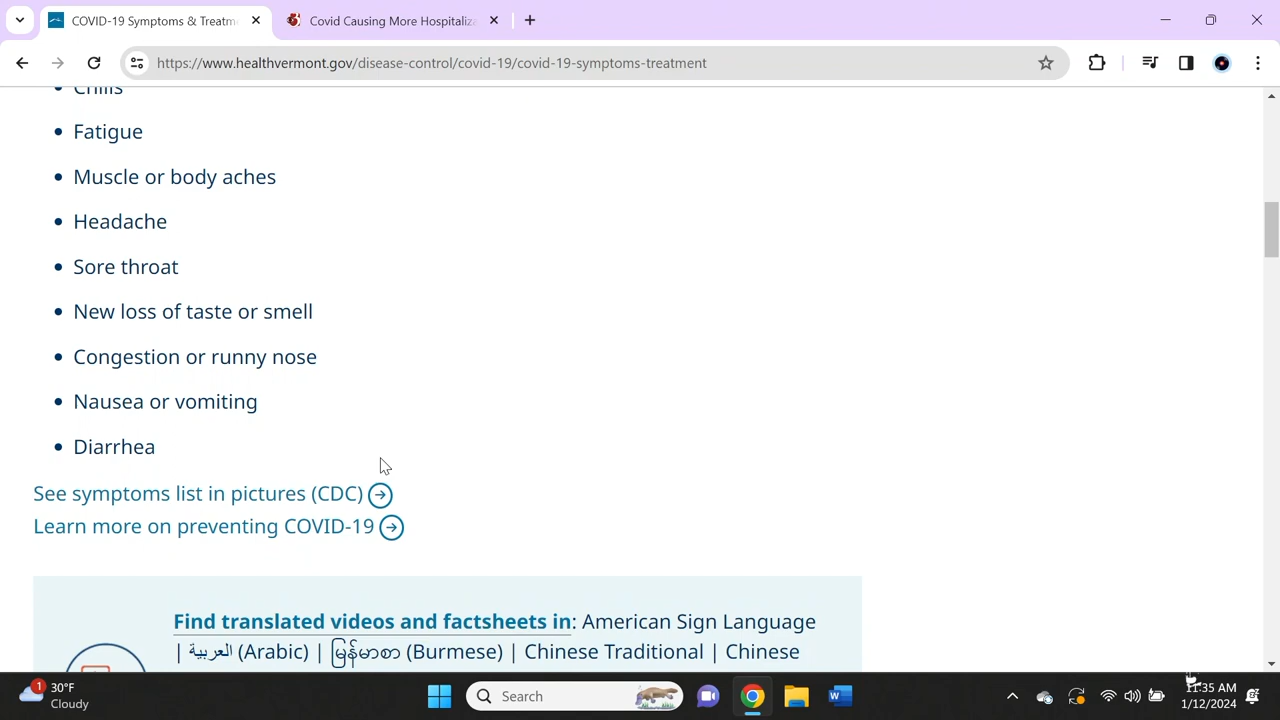 COVID-19 Symptoms & Treatm
Covid Causing More Hospitaliz
https://www.healthvermont.gov/disease-control/covid-19/covid-19-symptoms-treatment
Chills
Fatigue
Muscle or body aches
Headache
Sore throat
New loss of taste or smell
Congestion or runny nose
Nausea or vomiting
Diarrhea
See symptoms list in pictures (CDC)
Learn more on preventing COVID-19
Find translated videos and factsheets in: American Sign Language
| العربية (Arabic) | မြန်မာစာ (Burmese) | Chinese Traditional | Chinese
1
30°F
Cloudy
Search
11:35 AM
1/12/2024